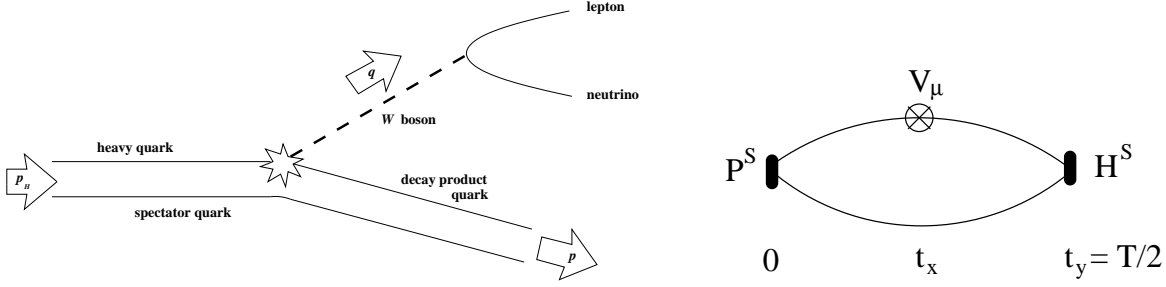 lepton
q
neutrino
W boson
heavy quark
p_H
spectator quark
decay product
quark
p
V_μ
P^S
H^S
0
t_x
t_y = T/2